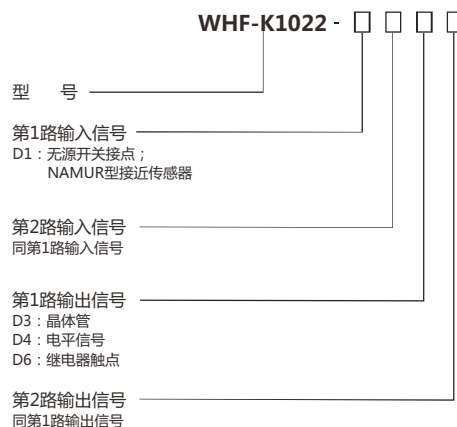 WHF-K1022 - □ □ □ □
型 号
第1路输入信号
D1：无源开关接点；
NAMUR型接近传感器
第2路输入信号
同第1路输入信号
第1路输出信号
D3：晶体管
D4：电平信号
D6：继电器触点
第2路输出信号
同第1路输出信号